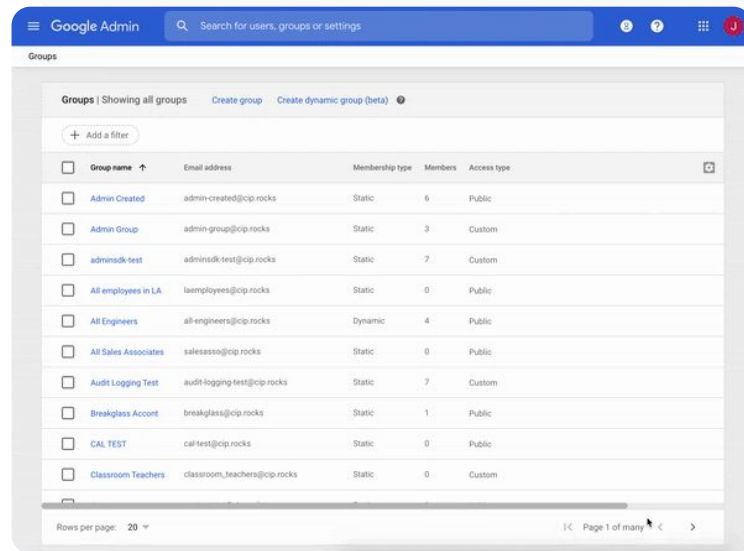 Google Admin
Search for users, groups or settings
8
?
J
Groups
Groups | Showing all groups Create group Create dynamic group (beta) ?
+ Add a filter
Group name ↑ Email address Membership type Members Access type
Admin Created admin-created@cip.rocks Static 6 Public
Admin Group admin-group@cip.rocks Static 3 Custom
adminsdk-test adminsdk-test@cip.rocks Static 7 Custom
All employees in LA laemployees@cip.rocks Static 0 Public
All Engineers all-engineers@cip.rocks Dynamic 4 Public
All Sales Associates salesasso@cip.rocks Static 0 Public
Audit Logging Test audit-logging-test@cip.rocks Static 7 Custom
Breakglass Accont breakglass@cip.rocks Static 1 Public
CAL TEST cal-test@cip.rocks Static 0 Public
Classroom Teachers classroom_teachers@cip.rocks Static 0 Custom
Rows per page: 20 Page 1 of many